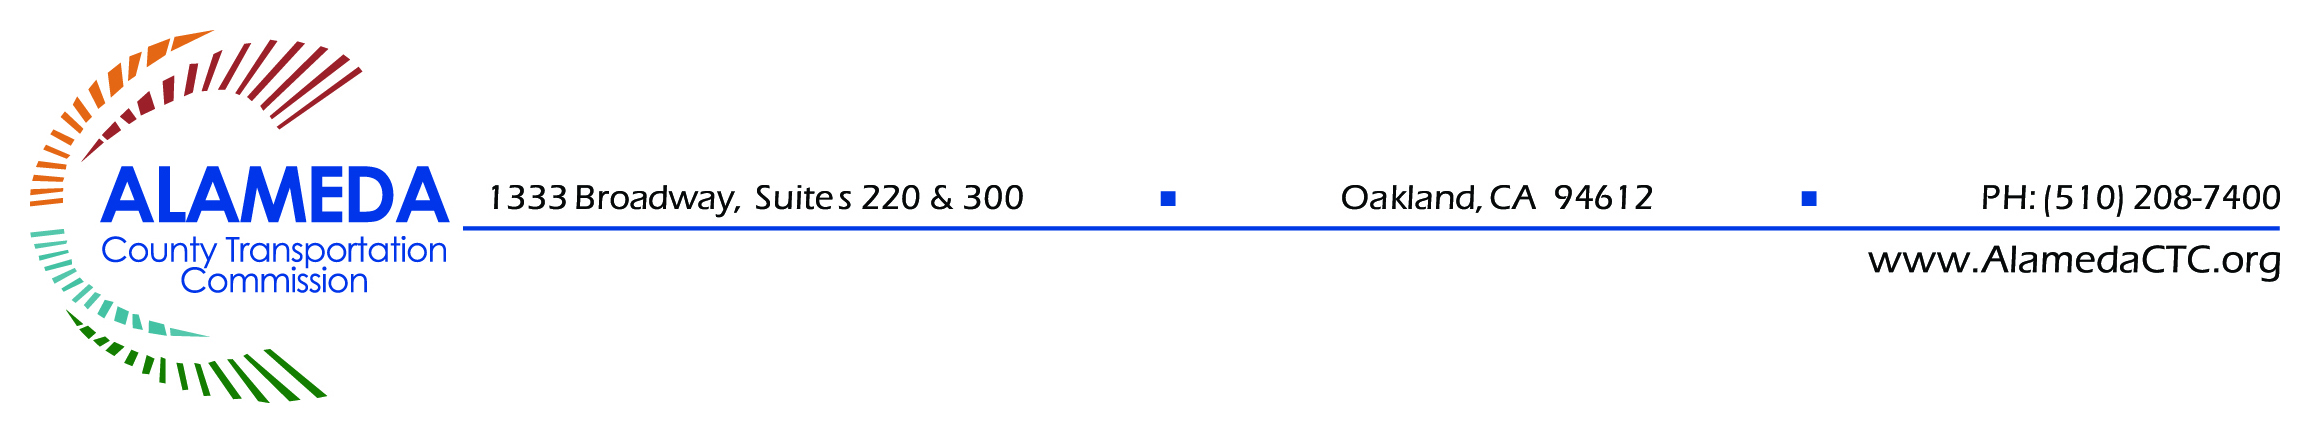 ALAMEDA
County Transportation
Commission
1333 Broadway, Suites 220 & 300 ▪ Oakland, CA 94612 ▪ PH: (510) 208-7400
www.AlamedaCTC.org